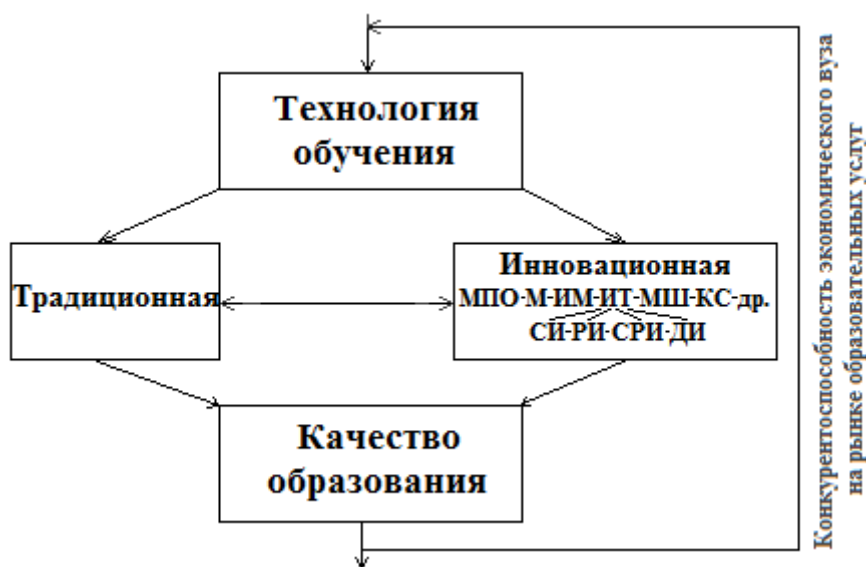 Технология
обучения
Традиционная
Инновационная
МПО-М-ИМ-ИТ-МШ-КС-др.
СИ-РИ-СРИ-ДИ
Качество
образования
Конкурентоспособность экономического вуза
на рынке образовательных услуг